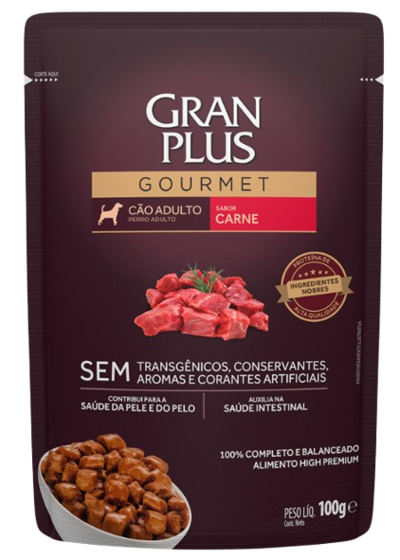 CORTE AQUI
GRAN
PLUS
GOURMET
CÃO ADULTO
PERRO ADULTO
SABOR
CARNE
PROTEÍNA DE
INGREDIENTES
NOBRES
ALTA QUALIDADE
SEM TRANSGÊNICOS, CONSERVANTES,
AROMAS E CORANTES ARTIFICIAIS
CONTRIBUI PARA A
SAÚDE DA PELE E DO PELO
AUXILIA NA
SAÚDE INTESTINAL
100% COMPLETO E BALANCEADO
ALIMENTO HIGH PREMIUM
PESO LÍQ. 100g e
Cont. Neto